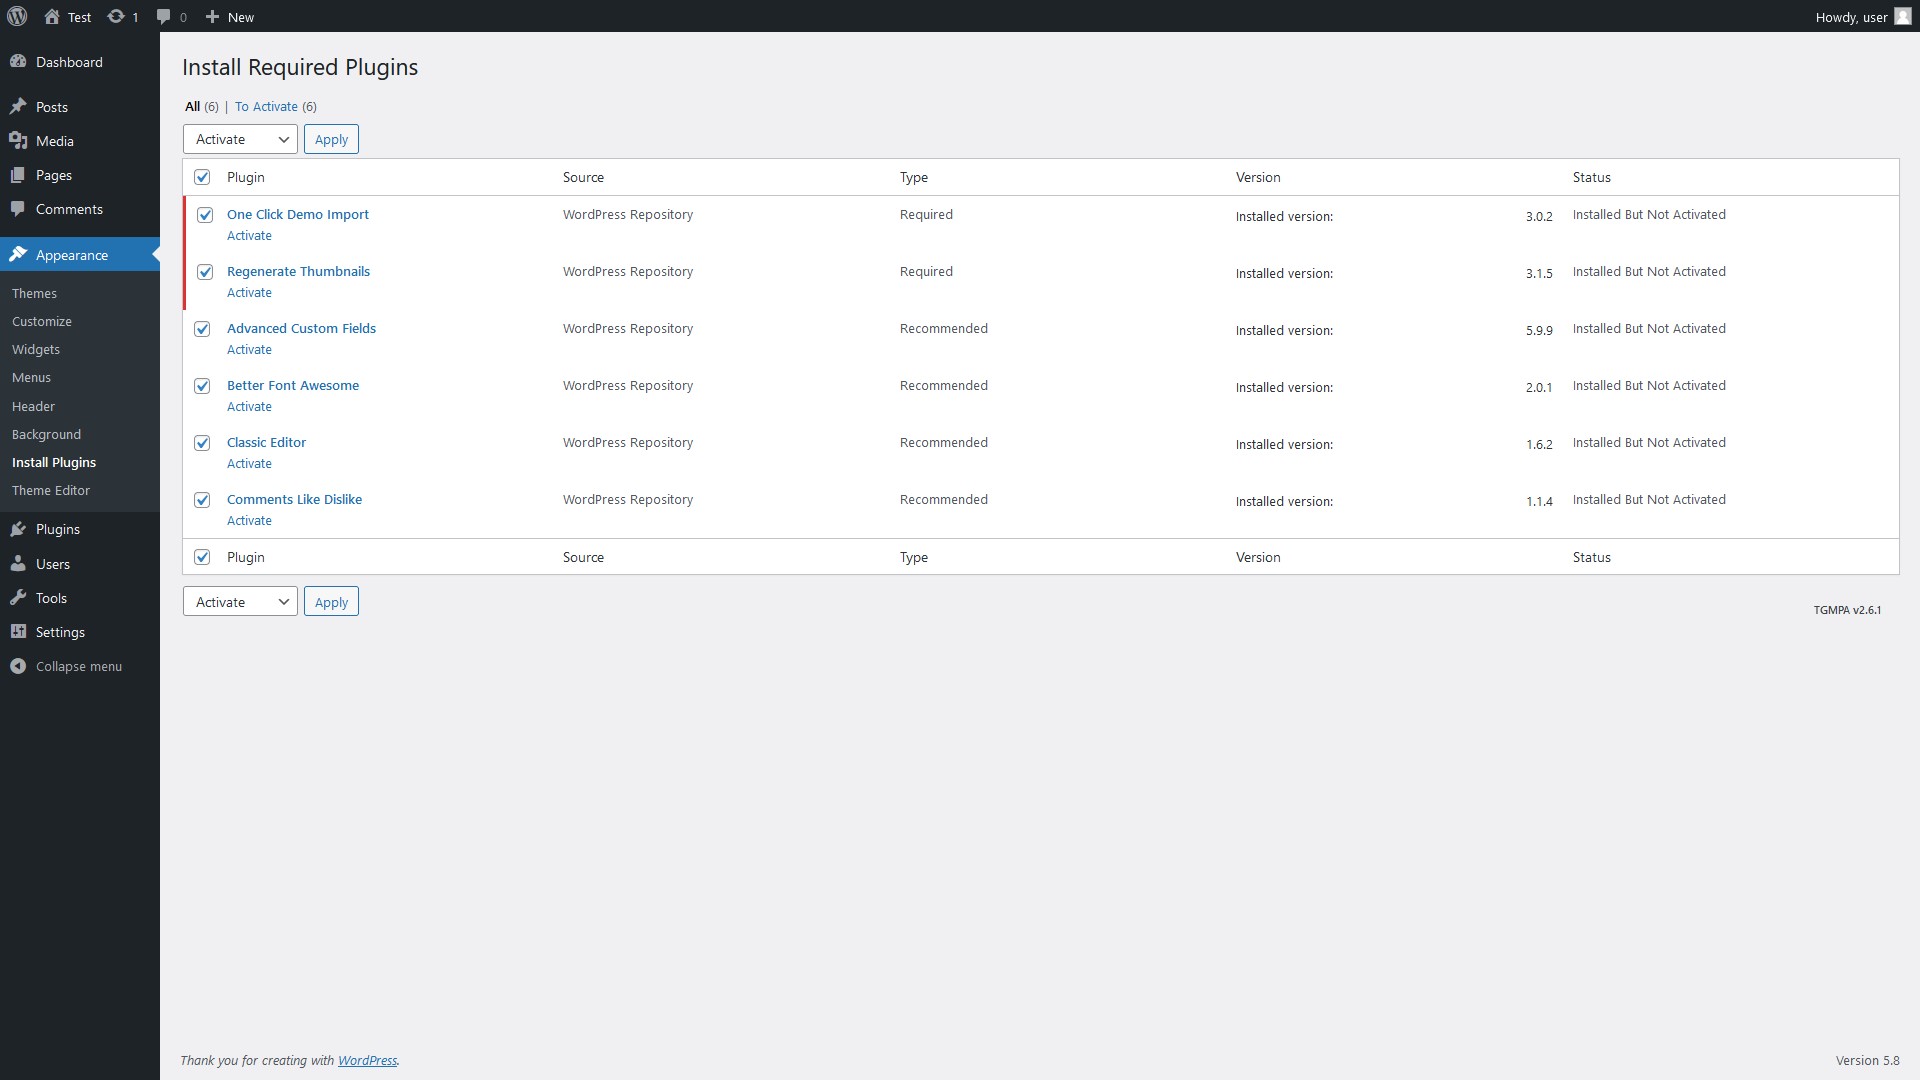 Test
1
0
New
Howdy, user
Dashboard
Posts
Media
Pages
Comments
Appearance
Themes
Customize
Widgets
Menus
Header
Background
Install Plugins
Theme Editor
Plugins
Users
Tools
Settings
Collapse menu
Install Required Plugins
All (6) | To Activate (6)
Activate Apply
Plugin Source Type Version Status
One Click Demo Import WordPress Repository Required Installed version: 3.0.2 Installed But Not Activated
Activate
Regenerate Thumbnails WordPress Repository Required Installed version: 3.1.5 Installed But Not Activated
Activate
Advanced Custom Fields WordPress Repository Recommended Installed version: 5.9.9 Installed But Not Activated
Activate
Better Font Awesome WordPress Repository Recommended Installed version: 2.0.1 Installed But Not Activated
Activate
Classic Editor WordPress Repository Recommended Installed version: 1.6.2 Installed But Not Activated
Activate
Comments Like Dislike WordPress Repository Recommended Installed version: 1.1.4 Installed But Not Activated
Activate
Plugin Source Type Version Status
Activate Apply
TGMPA v2.6.1
Thank you for creating with WordPress.
Version 5.8